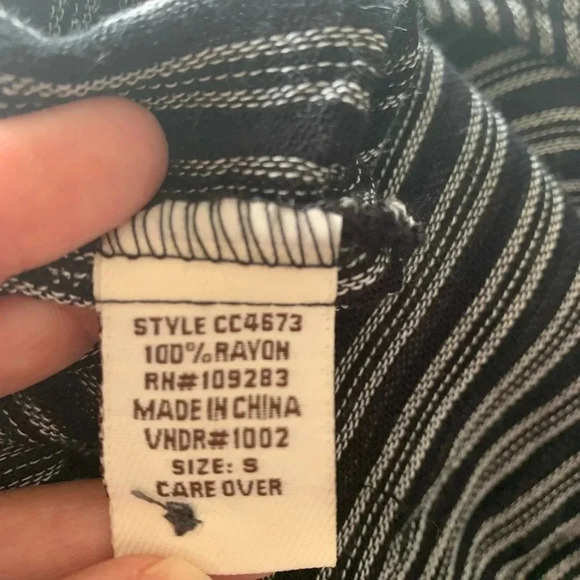 STYLE CC4673
100% RAYON
RN#109283
MADE IN CHINA
VNDR#1002
SIZE: S
CARE OVER